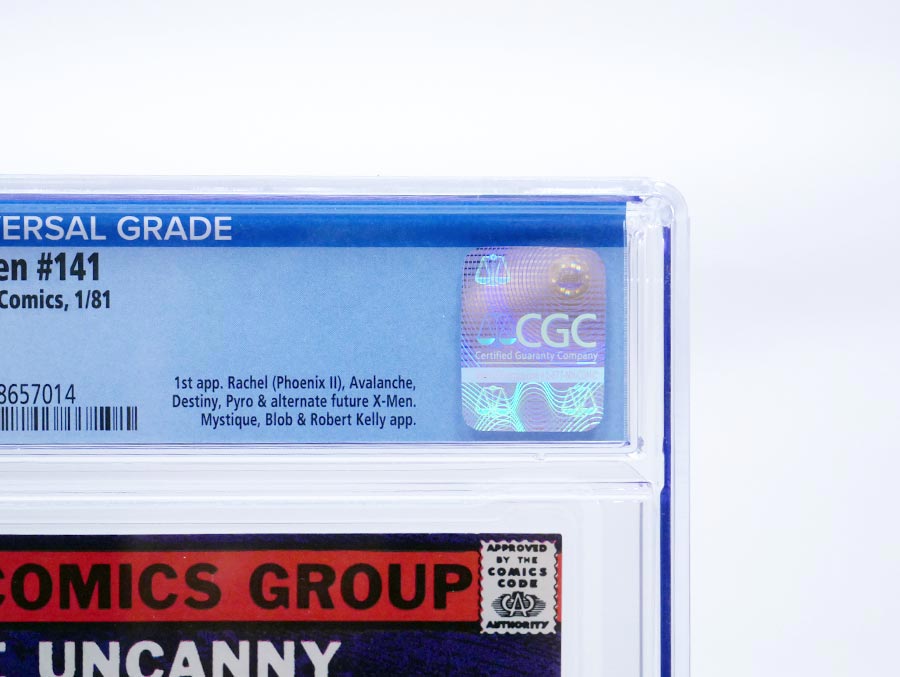 ERSAL GRADE
en #141
Comics, 1/81
8657014
1st app. Rachel (Phoenix II), Avalanche,
Destiny, Pyro & alternate future X-Men.
Mystique, Blob & Robert Kelly app.
CGC
Certified Guaranty Company
COMICS GROUP
APPROVED
BY THE
COMICS
CODE
AUTHORITY
UNCANNY